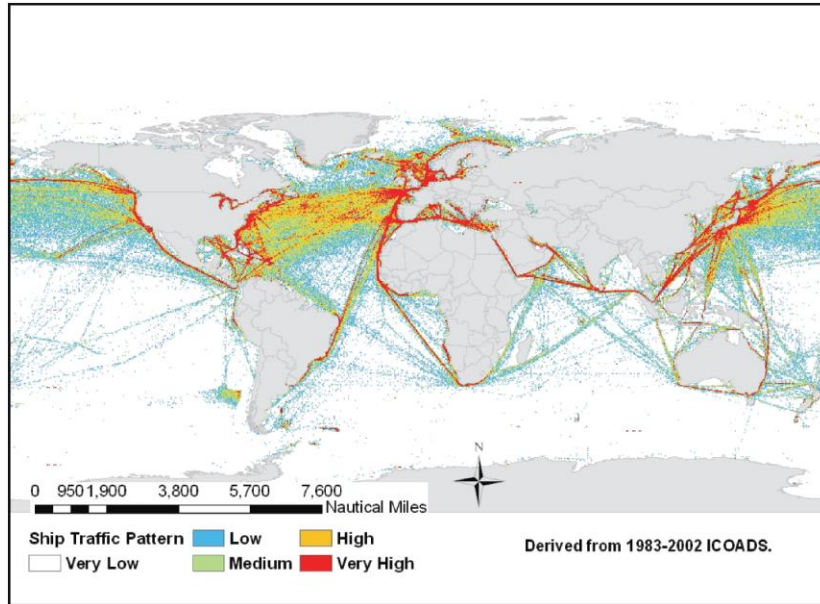 N
0 950 1,900 3,800 5,700 7,600
Nautical Miles
Ship Traffic Pattern Low High
Very Low Medium Very High
Derived from 1983-2002 ICOADS.